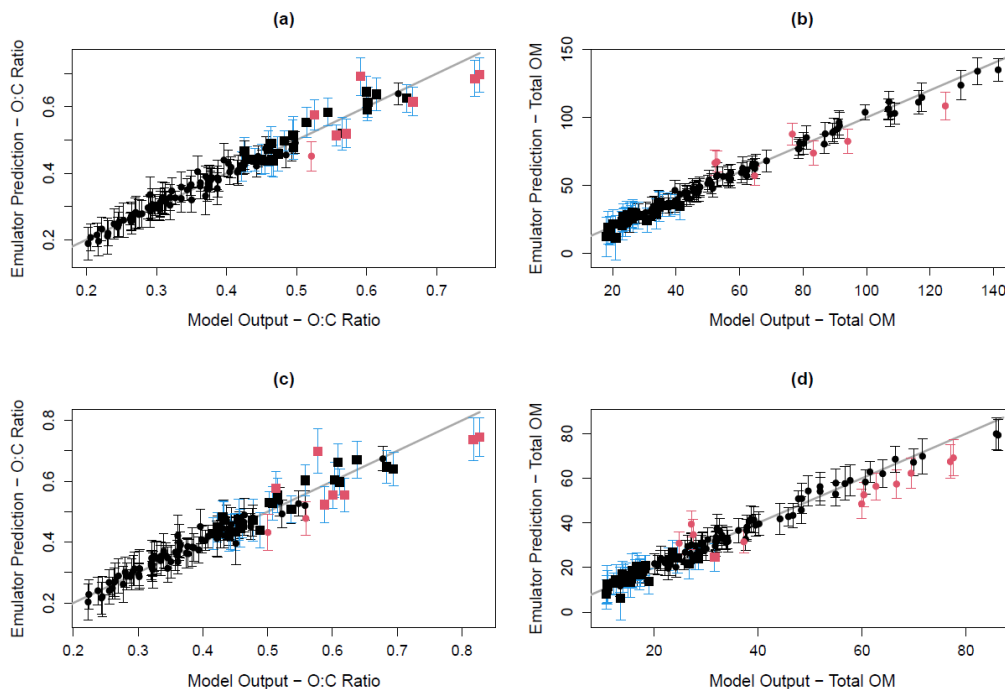 (a)
Emulator Prediction − O:C Ratio
0.2 0.4 0.6
0.2 0.3 0.4 0.5 0.6 0.7
Model Output − O:C Ratio
(b)
Emulator Prediction − Total OM
0 50 100 150
20 40 60 80 100 120 140
Model Output − Total OM
(c)
Emulator Prediction − O:C Ratio
0.2 0.4 0.6 0.8
0.2 0.3 0.4 0.5 0.6 0.7 0.8
Model Output − O:C Ratio
(d)
Emulator Prediction − Total OM
0 20 40 60 80
20 40 60 80
Model Output − Total OM